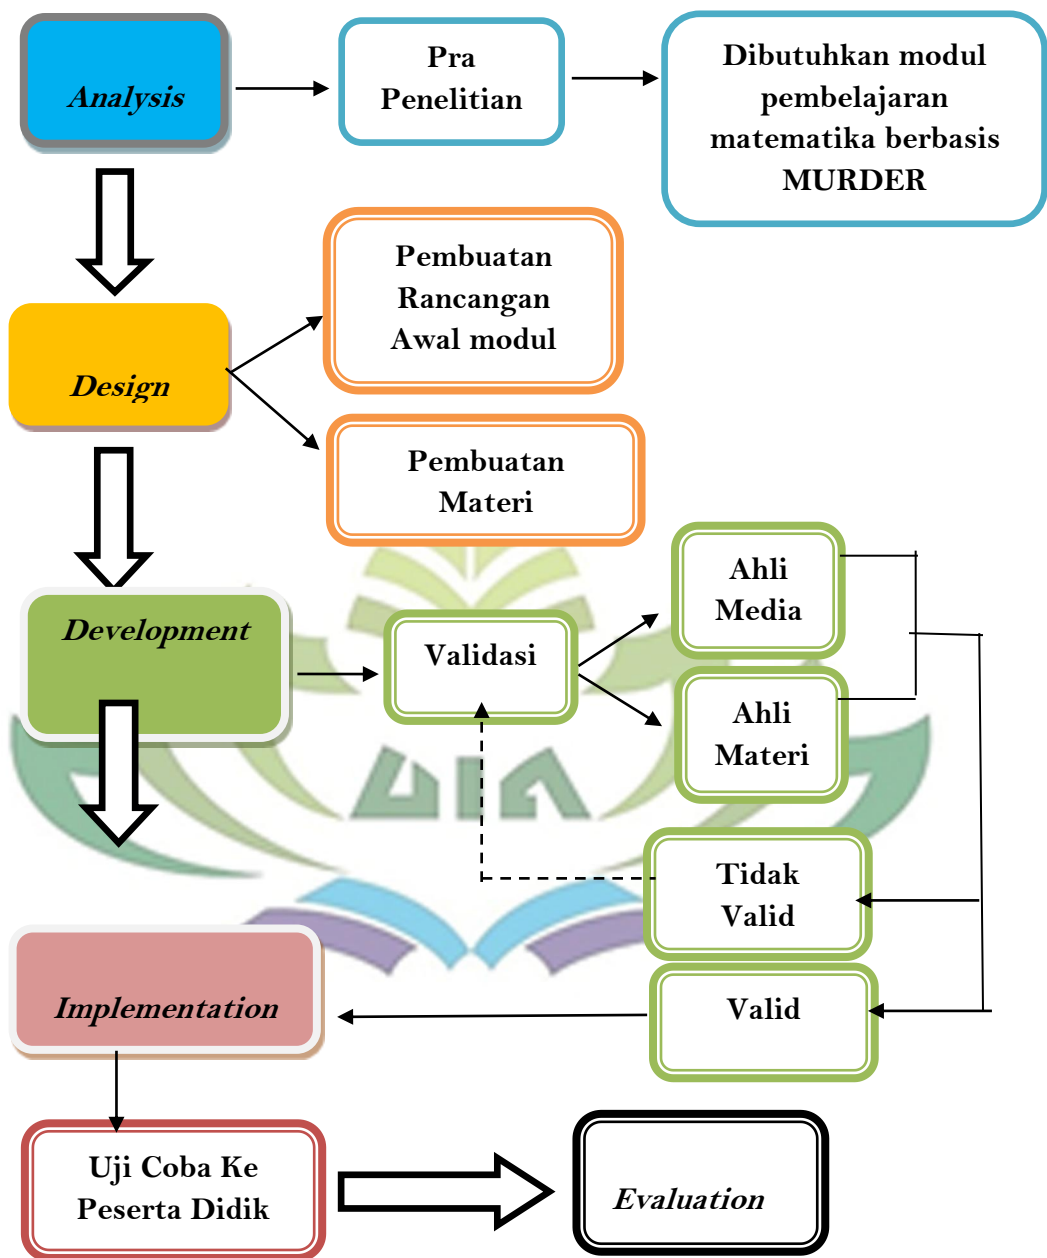 Analysis
Pra
Penelitian
Dibutuhkan modul
pembelajaran
matematika berbasis
MURDER
Pembuatan
Rancangan
Awal modul
Design
Pembuatan
Materi
Development
Validasi
Ahli
Media
Ahli
Materi
UIN
Tidak
Valid
Implementation
Valid
Uji Coba Ke
Peserta Didik
Evaluation